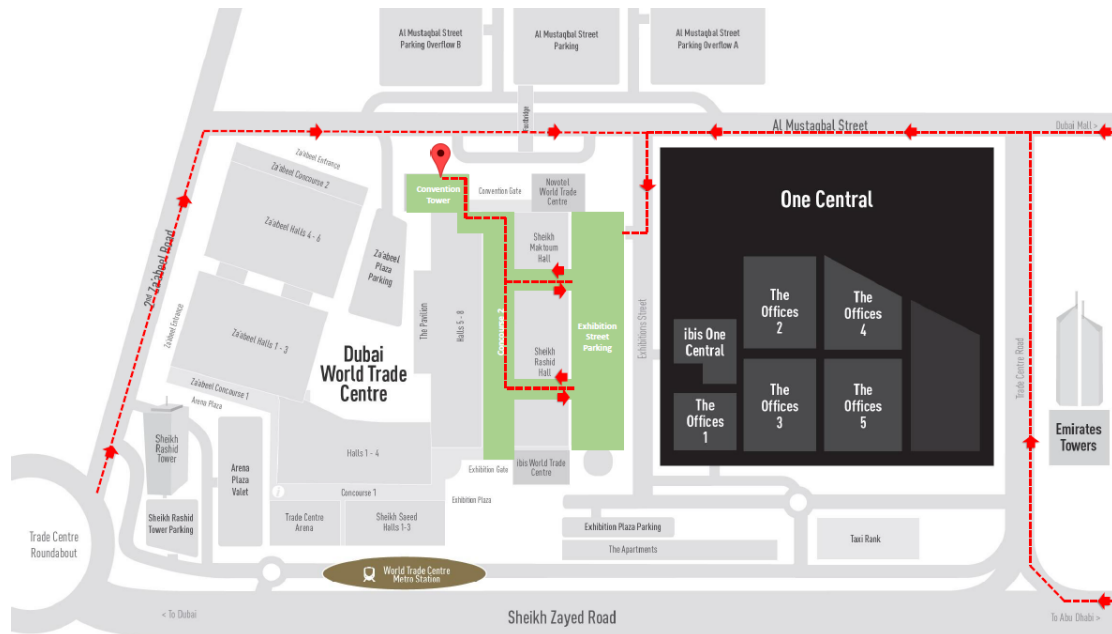 Al Mustaqbal Street
Parking Overflow B
Al Mustaqbal Street
Parking
Al Mustaqbal Street
Parking Overflow A
Footbridge
Al Mustaqbal Street
Dubai Mall >
Za'abeel Entrance
Za'abeel Concourse 2
Za'abeel Halls 4 - 6
2nd Za'abeel Road
Za'abeel Entrance
Za'abeel Halls 1 - 3
Za'abeel Concourse 1
Arena Plaza
Za'abeel
Plaza
Parking
Convention
Tower
Convention Gate
Novotel
World Trade
Centre
Sheikh
Maktoum
Hall
The Pavilion
Halls 5 - 8
Concourse 2
Sheikh
Rashid
Hall
Exhibition
Street
Parking
Exhibitions Street
Dubai
World Trade
Centre
One Central
The
Offices
2
The
Offices
4
ibis One
Central
The
Offices
1
The
Offices
3
The
Offices
5
Trade Centre Road
Emirates
Towers
Sheikh
Rashid
Tower
Arena
Plaza
Valet
Halls 1 - 4
Exhibition Gate
ibis World Trade
Centre
i
Concourse 1
Exhibition Plaza
Sheikh Rashid
Tower Parking
Trade Centre
Arena
Sheikh Saeed
Halls 1-3
Exhibition Plaza Parking
The Apartments
Taxi Rank
Trade Centre
Roundabout
World Trade Centre
Metro Station
< To Dubai
Sheikh Zayed Road
To Abu Dhabi >